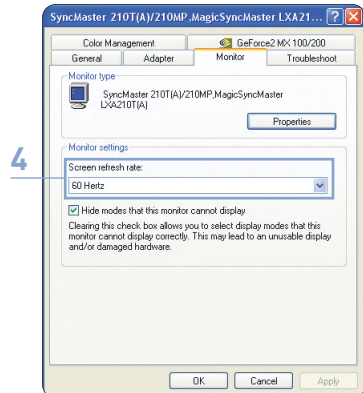 SyncMaster 210T(A)/210MP,MagicSyncMaster LXA21...
Color Management
GeForce2 MX 100/200
General
Adapter
Monitor
Troubleshoot
Monitor type
SyncMaster 210T(A)/210MP,MagicSyncMaster
LXA210T(A)
Properties
Monitor settings
4
Screen refresh rate:
60 Hertz
Hide modes that this monitor cannot display
Clearing this check box allows you to select display modes that this
monitor cannot display correctly. This may lead to an unusable display
and/or damaged hardware.
OK
Cancel
Apply